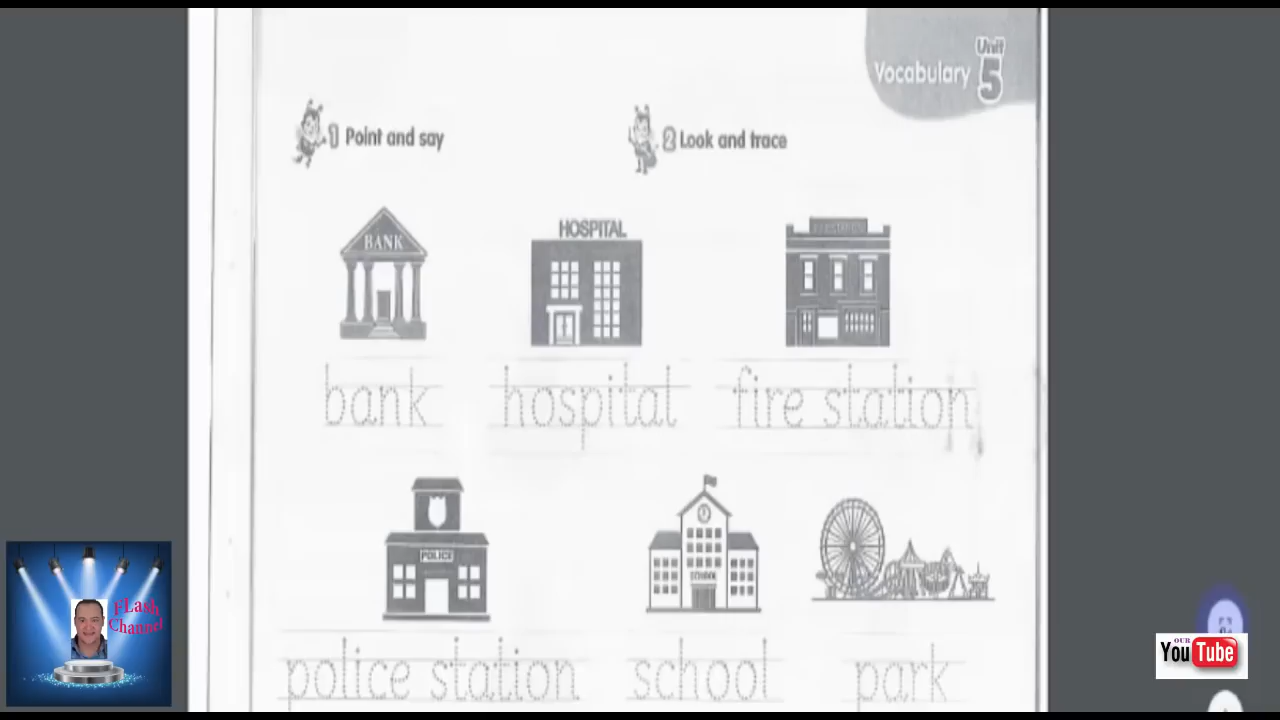 Unit
Vocabulary 5
1 Point and say
2 Look and trace
BANK
HOSPITAL
bank
hospital
fire station
POLICE
SCHOOL
police station
school
park
FLash
Channel
OUR
YouTube